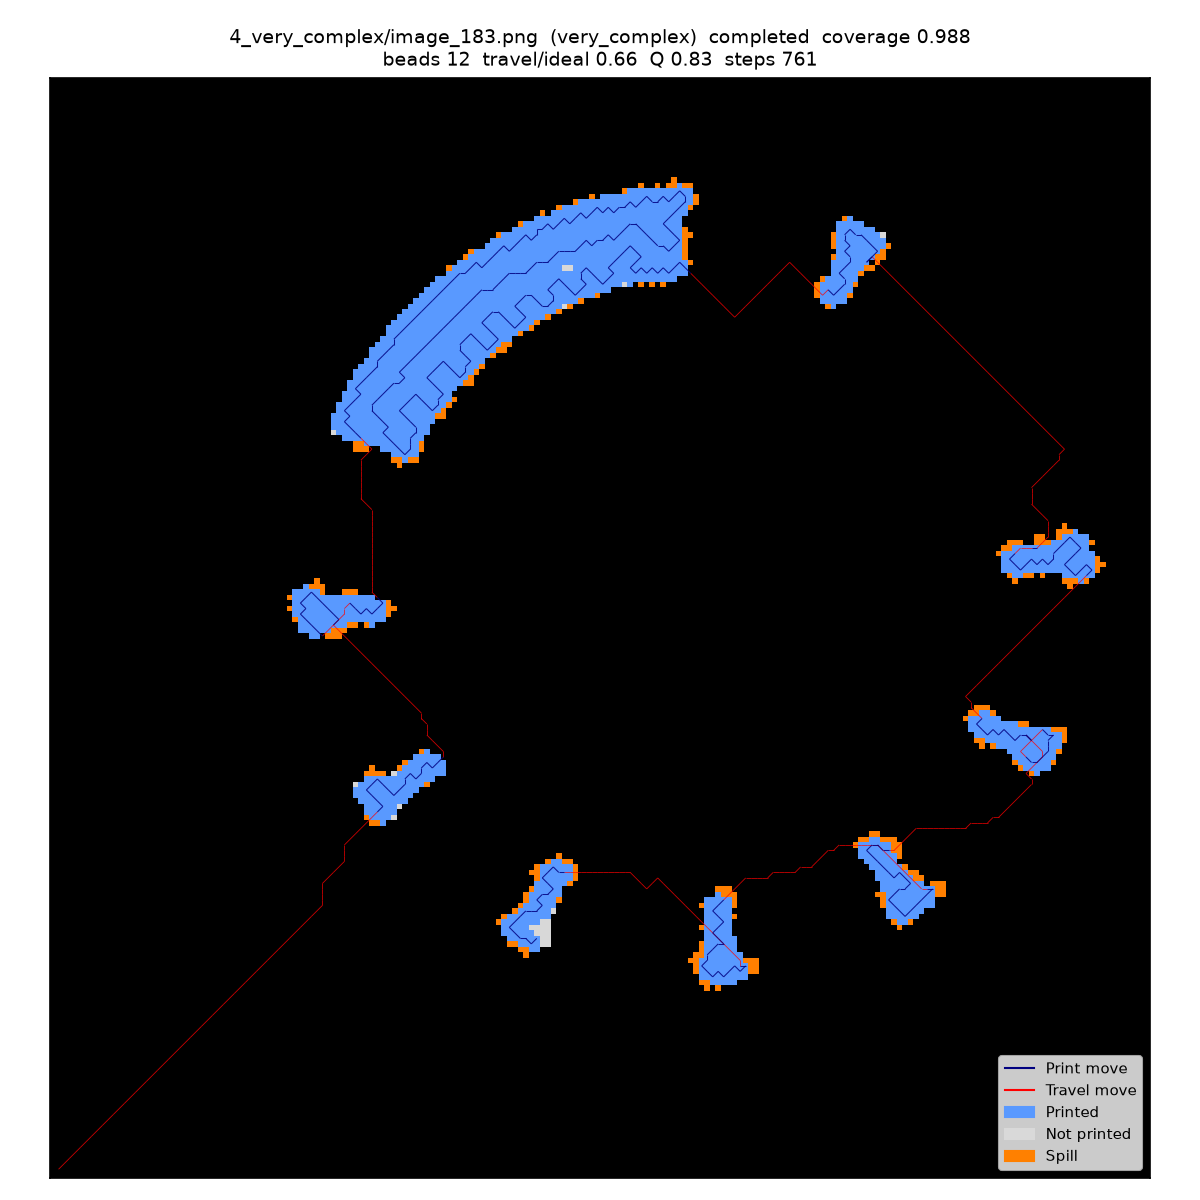 4_very_complex/image_183.png  (very_complex)  completed  coverage 0.988
beads 12  travel/ideal 0.66  Q 0.83  steps 761
Print move
Travel move
Printed
Not printed
Spill